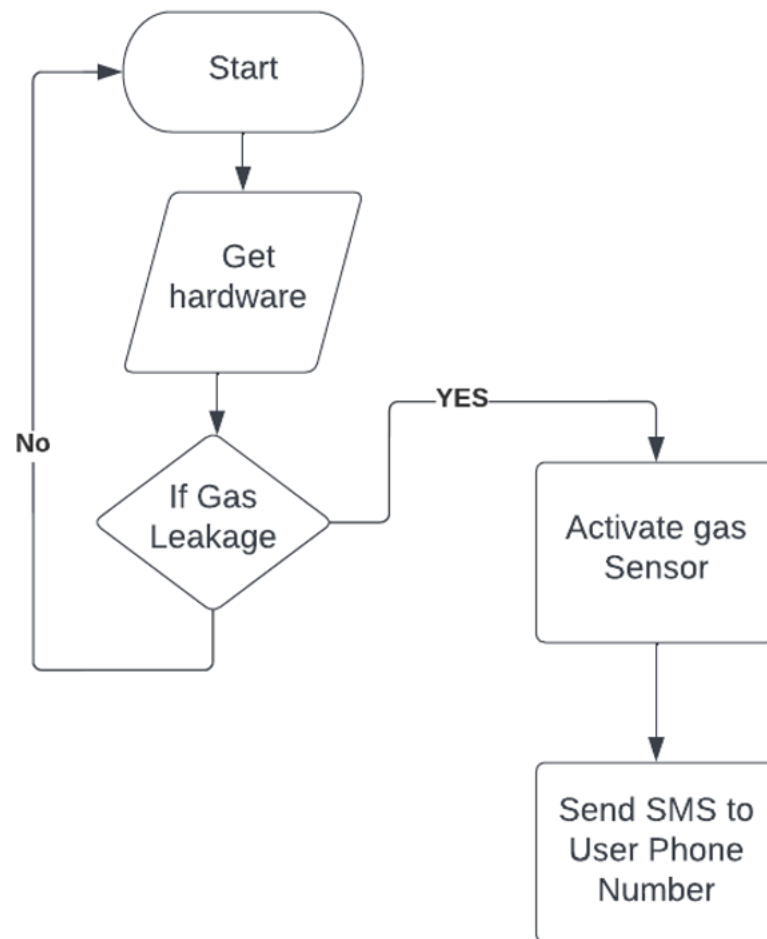 Start
Get
hardware
YES
No
If Gas
Leakage
Activate gas
Sensor
Send SMS to
User Phone
Number